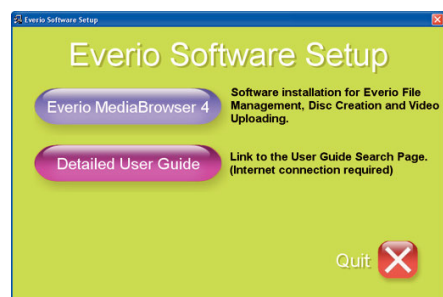 Everio Software Setup
Everio Software Setup
Everio MediaBrowser 4
Software installation for Everio File
Management, Disc Creation and Video
Uploading.
Detailed User Guide
Link to the User Guide Search Page.
(Internet connection required)
Quit